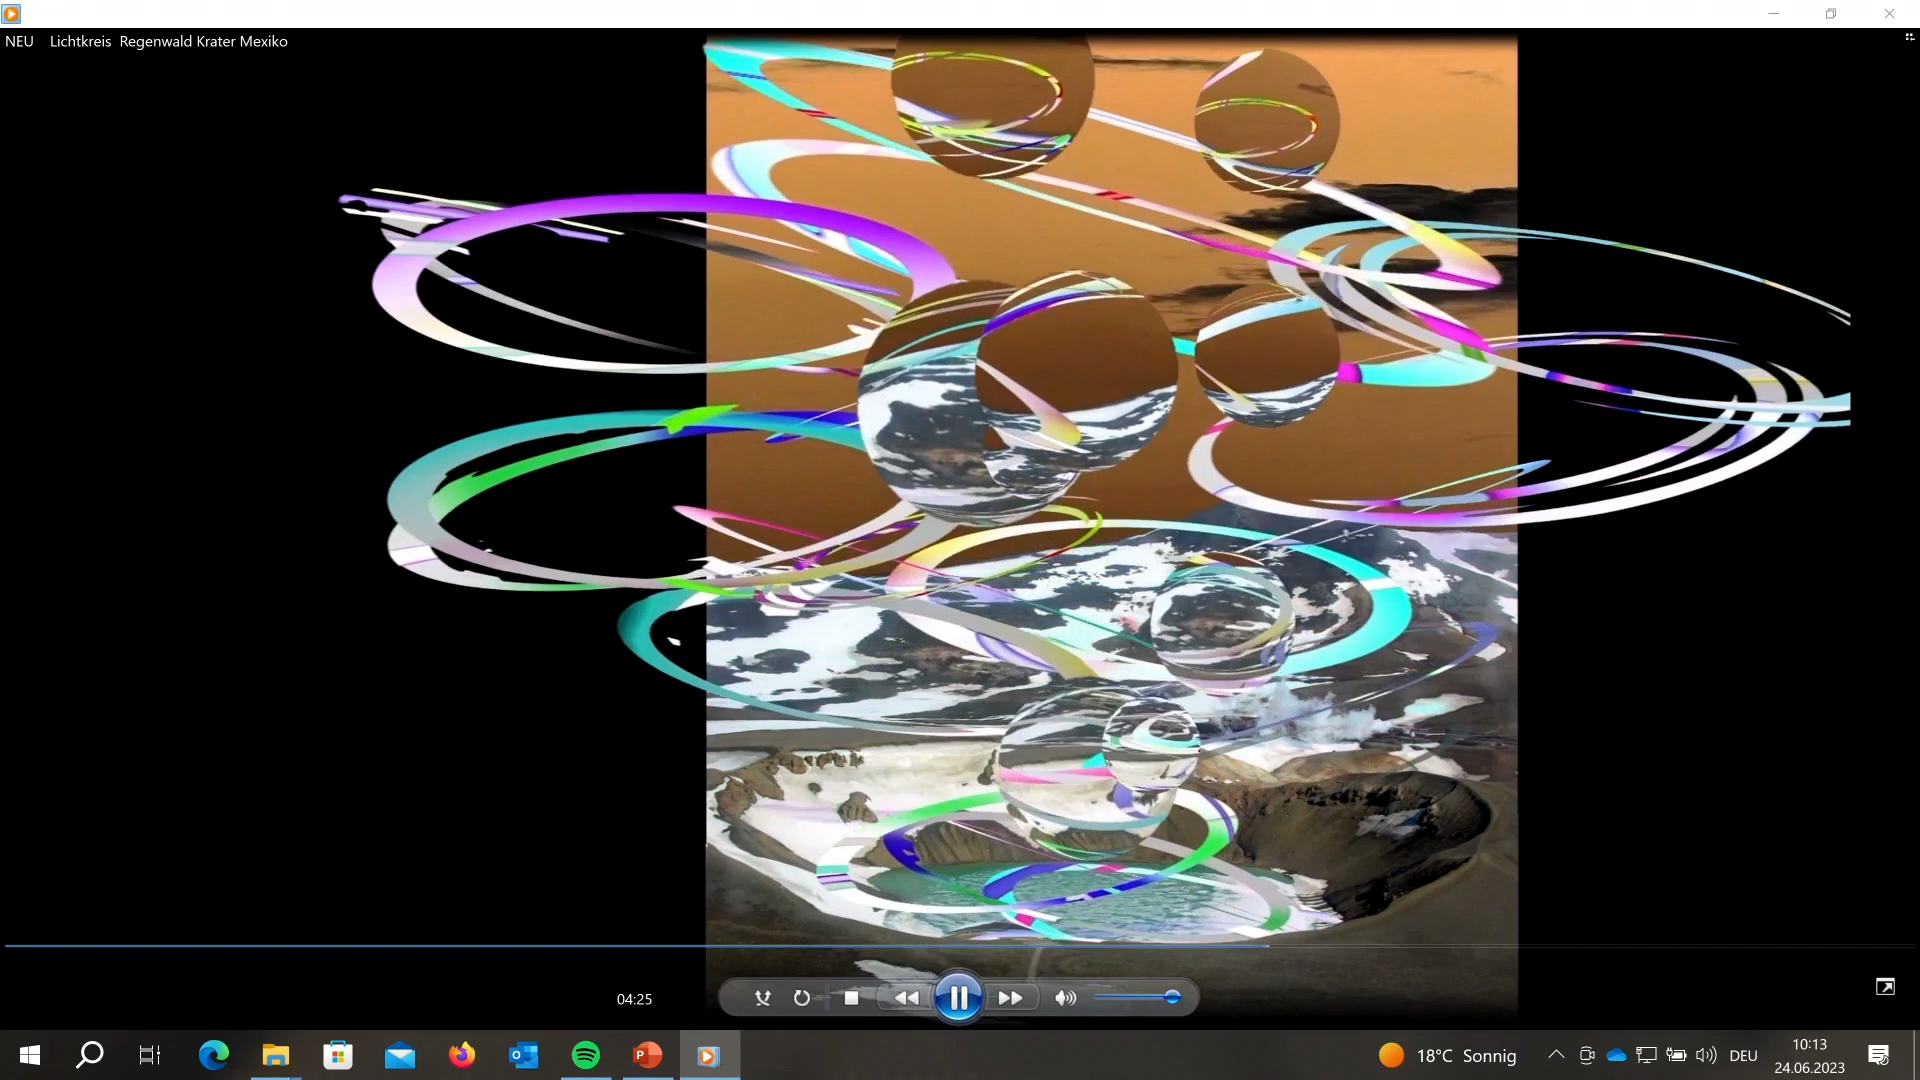 NEU    Lichtkreis  Regenwald Krater Mexiko
04:25
18°C  Sonnig
DEU
10:13
24.06.2023